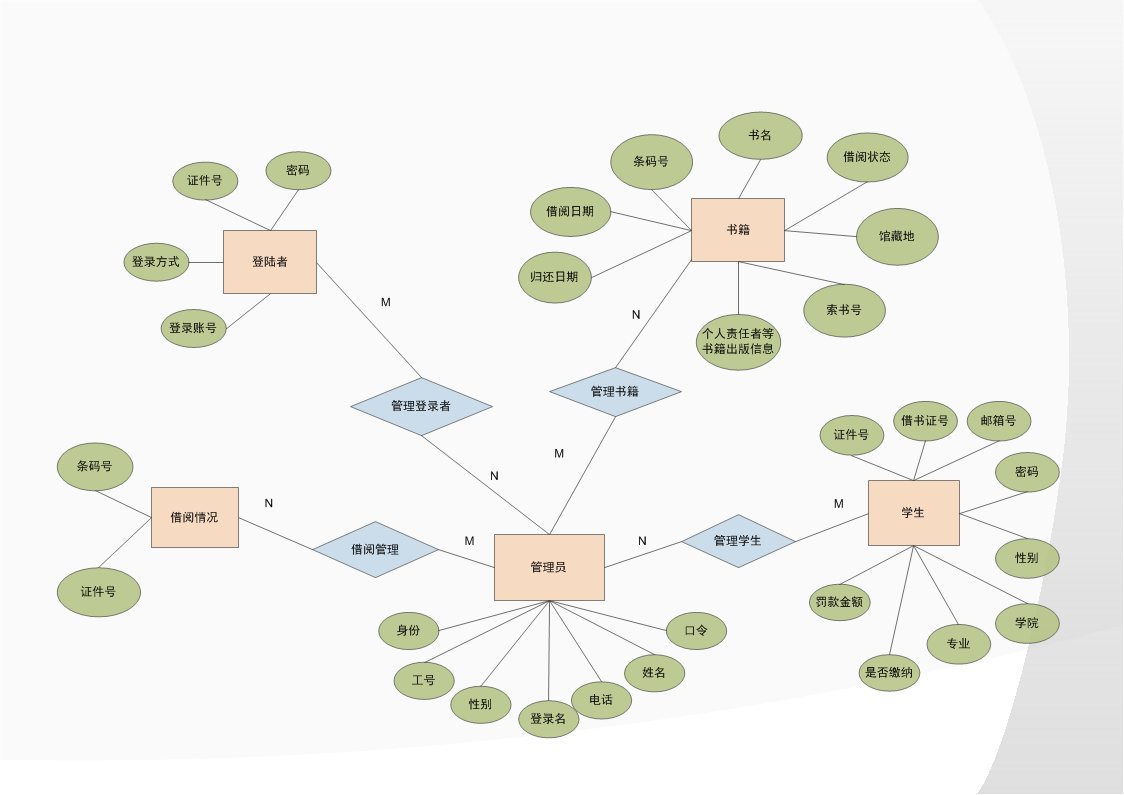 书名
条码号
借阅状态
证件号
密码
借阅日期
书籍
馆藏地
登录方式
登陆者
归还日期
M
N
索书号
登录账号
个人责任者等
书籍出版信息
管理登录者
管理书籍
证件号
借书证号
邮箱号
M
条码号
N
密码
N
M
借阅情况
学生
借阅管理
M
N
管理学生
管理员
性别
证件号
罚款金额
身份
口令
学院
专业
工号
姓名
是否缴纳
性别
电话
登录名